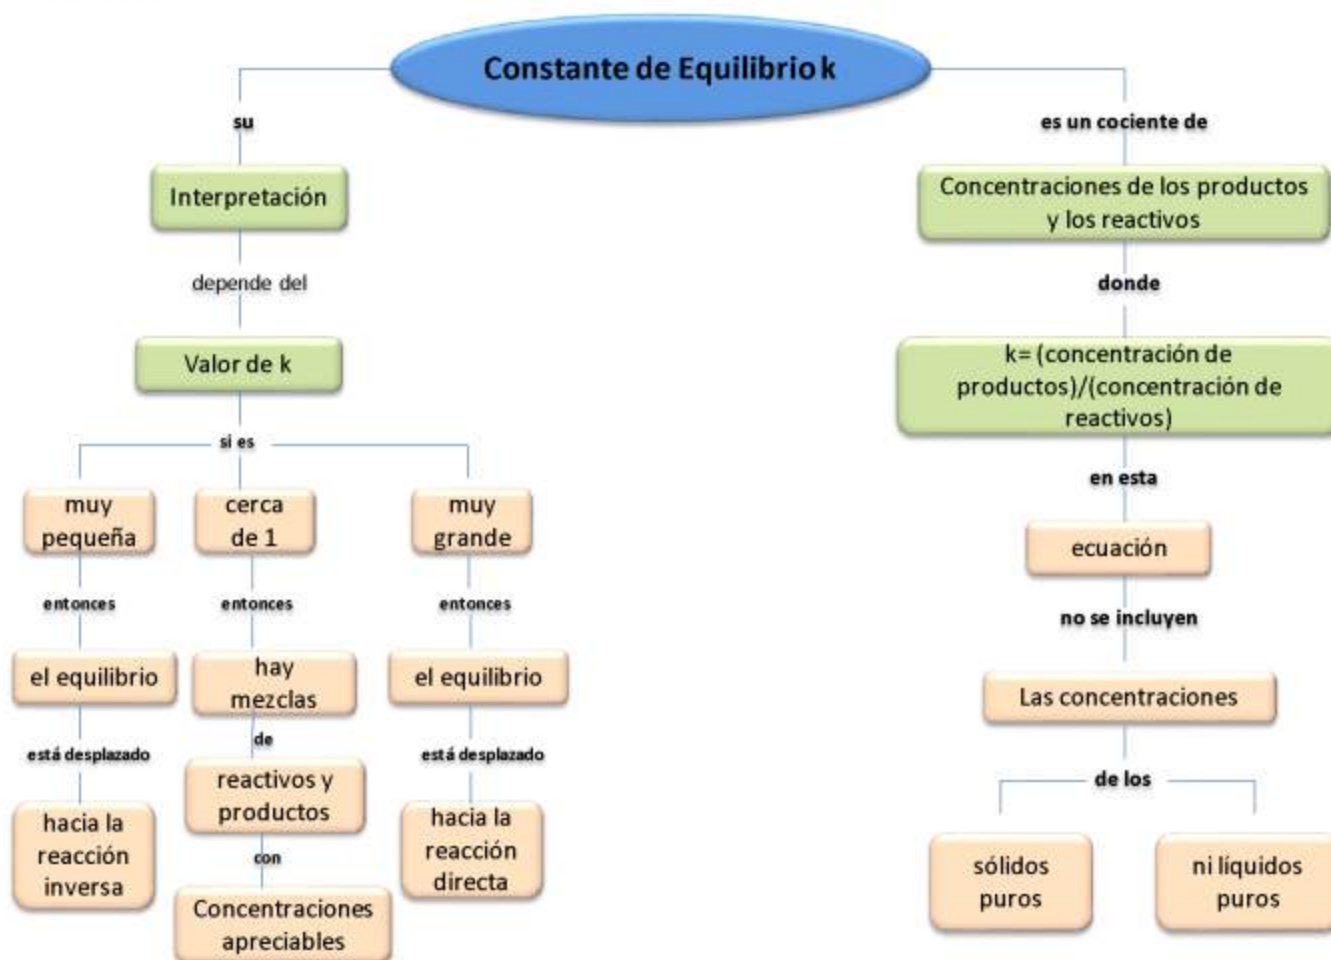 Constante de Equilibrio k
su
Interpretación
depende del
Valor de k
si es
muy
pequeña
entonces
el equilibrio
está desplazado
hacia la
reacción
inversa
cerca
de 1
entonces
hay
mezclas
de
reactivos y
productos
con
Concentraciones
apreciables
muy
grande
entonces
el equilibrio
está desplazado
hacia la
reacción
directa
es un cociente de
Concentraciones de los productos
y los reactivos
donde
k= (concentración de
productos)/(concentración de
reactivos)
en esta
ecuación
no se incluyen
Las concentraciones
de los
sólidos
puros
ni líquidos
puros